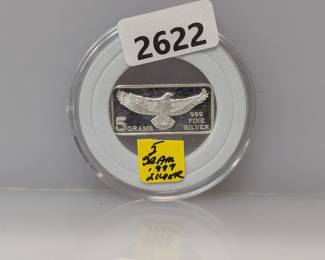 2622
5 GRAMS
999
FINE
SILVER
5
GRAM
.999
SILVER